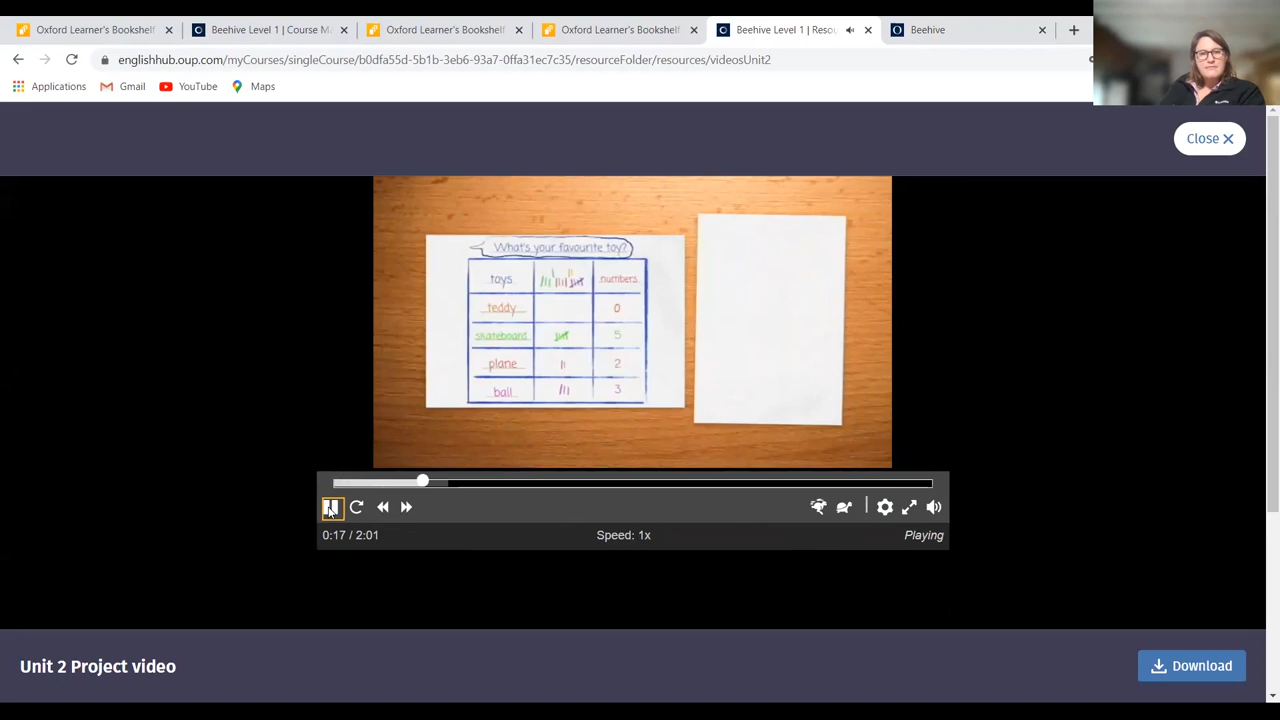 Oxford Learner's Bookshelf
Beehive Level 1 | Course Ma
Oxford Learner's Bookshelf
Oxford Learner's Bookshelf
Beehive Level 1 | Resou
Beehive
englishhub.oup.com/myCourses/singleCourse/b0dfa55d-5b1b-3eb6-93a7-0ffa31ec7c35/resourceFolder/resources/videosUnit2
Applications Gmail YouTube Maps
Close
What's your favourite toy?
toys numbers
teddy 0
skateboard 5
plane 2
ball 3
0:17 / 2:01 Speed: 1x Playing
Unit 2 Project video
Download